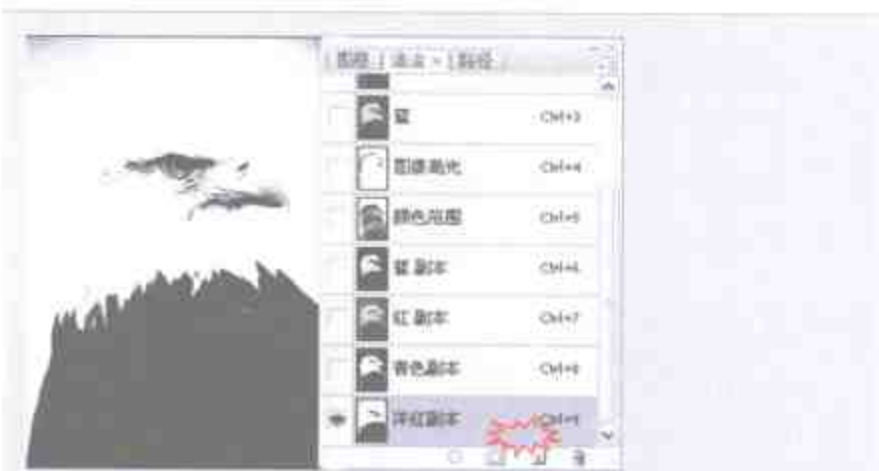 通道 × 路径
蓝 Ctrl+3
图像高光 Ctrl+4
颜色范围 Ctrl+5
蓝 副本 Ctrl+6
红 副本 Ctrl+7
青色副本 Ctrl+8
洋红副本 Ctrl+9